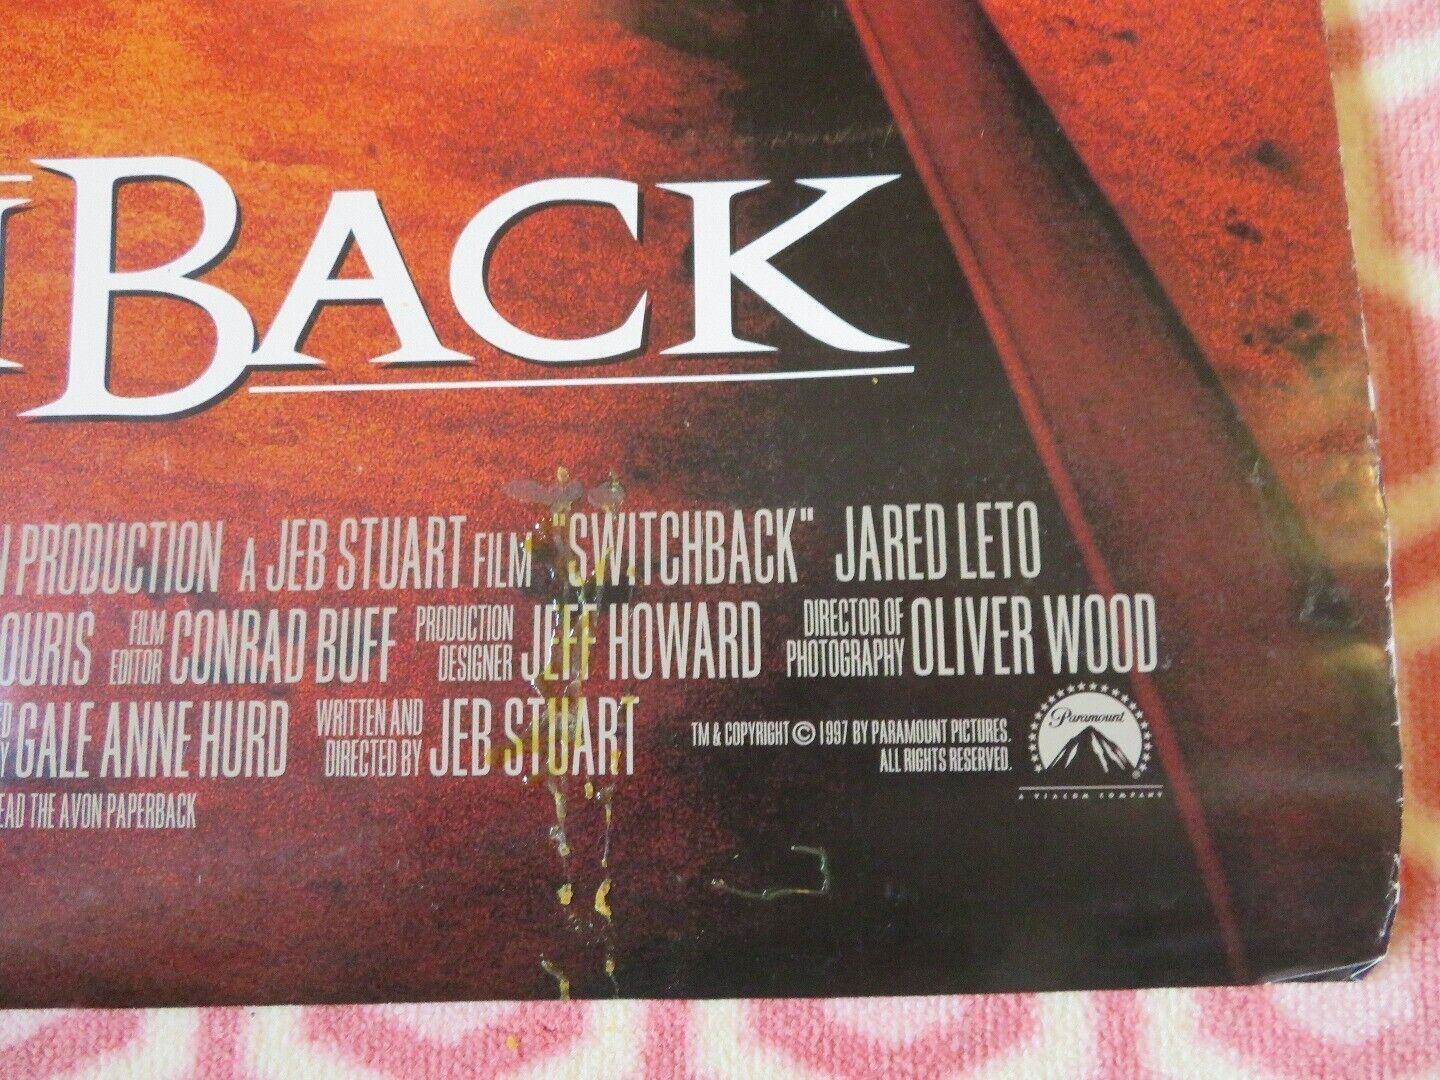 BACK
PRODUCTION A JEB STUART FILM "SWITCHBACK" JARED LETO
FILM EDITOR CONRAD BUFF PRODUCTION DESIGNER JEFF HOWARD DIRECTOR OF PHOTOGRAPHY OLIVER WOOD
GALE ANNE HURD WRITTEN AND DIRECTED BY JEB STUART
TM & COPYRIGHT © 1997 BY PARAMOUNT PICTURES.
ALL RIGHTS RESERVED.
Paramount
A VIACOM COMPANY
THE AVON PAPERBACK